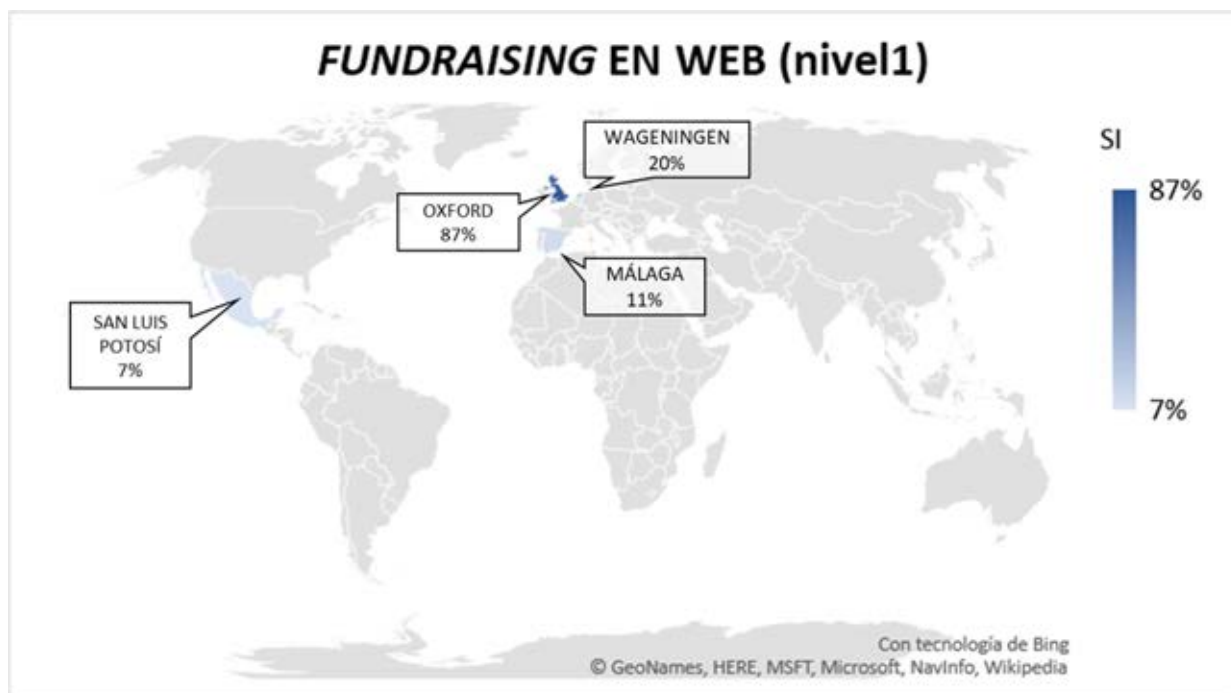 FUNDRAISING EN WEB (nivel1)
WAGENINGEN
20%
OXFORD
87%
MÁLAGA
11%
SAN LUIS
POTOSÍ
7%
SI
87%
7%
Con tecnología de Bing
© GeoNames, HERE, MSFT, Microsoft, NavInfo, Wikipedia